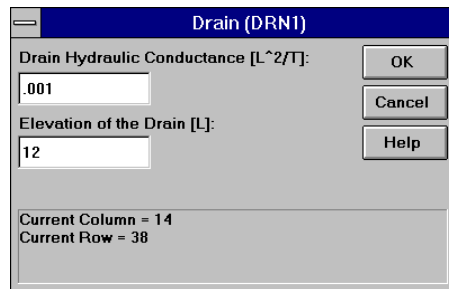 Drain (DRN1)
Drain Hydraulic Conductance [L^2/T]:
.001
Elevation of the Drain [L]:
12
OK
Cancel
Help
Current Column = 14
Current Row = 38